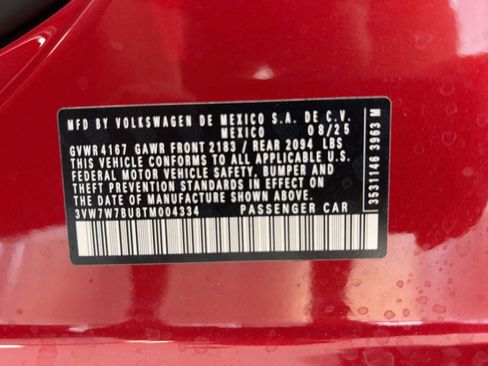 MFD BY VOLKSWAGEN DE MEXICO S.A. DE C.V.
MEXICO 08/25
GVWR 4167 GAWR FRONT 2183 / REAR 2094 LBS
THIS VEHICLE CONFORMS TO ALL APPLICABLE U.S.
FEDERAL MOTOR VEHICLE SAFETY, BUMPER AND
THEFT PREVENTION STANDARDS IN EFFECT ON THE
DATE OF MANUFACTURE SHOWN ABOVE.
3VW7W7BU8TM004334 PASSENGER CAR
3531146 3963 M